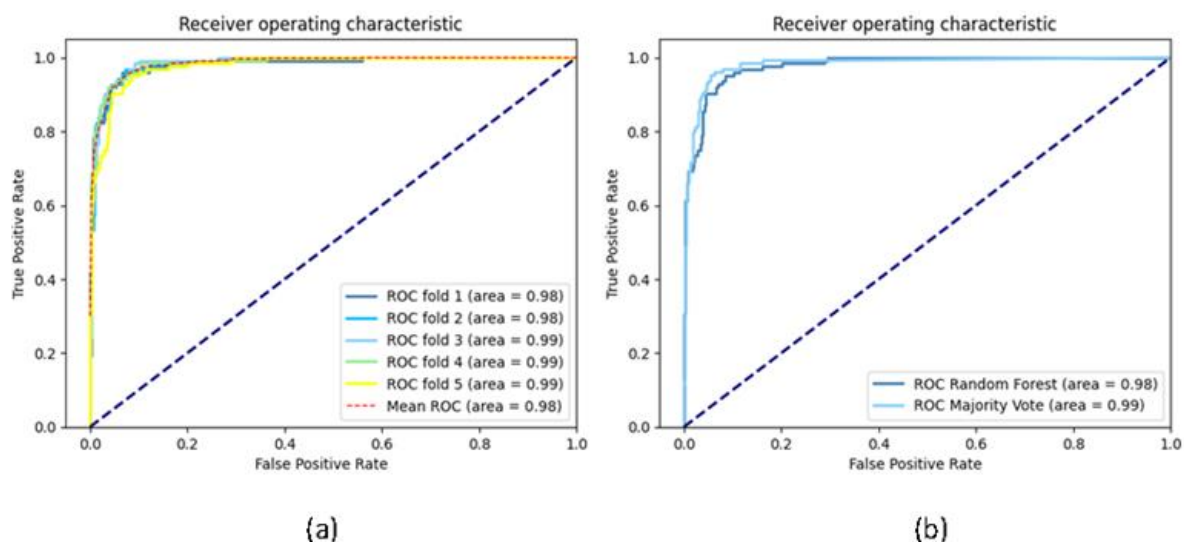 Receiver operating characteristic
1.0
0.8
0.6
0.4
0.2
0.0
True Positive Rate
ROC fold 1 (area = 0.98)
ROC fold 2 (area = 0.98)
ROC fold 3 (area = 0.99)
ROC fold 4 (area = 0.99)
ROC fold 5 (area = 0.99)
Mean ROC (area = 0.98)
0.0 0.2 0.4 0.6 0.8 1.0
False Positive Rate
(a)
Receiver operating characteristic
1.0
0.8
0.6
0.4
0.2
0.0
True Positive Rate
ROC Random Forest (area = 0.98)
ROC Majority Vote (area = 0.99)
0.0 0.2 0.4 0.6 0.8 1.0
False Positive Rate
(b)